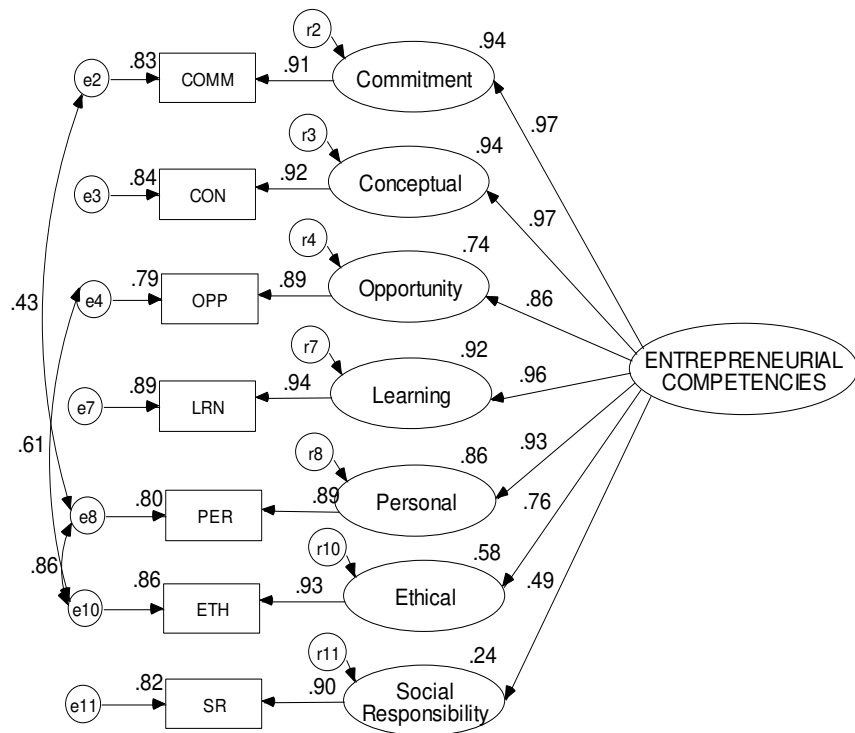 r2
.94
.83
e2
COMM
.91
Commitment
.97
r3
.94
.84
e3
CON
.92
Conceptual
.97
r4
.74
.79
e4
OPP
.89
Opportunity
.86
.43
r7
.92
ENTREPRENEURIAL
COMPETENCIES
.89
e7
LRN
.94
Learning
.96
.61
r8
.86
.93
.80
e8
PER
.89
Personal
.76
r10
.58
.86
.86
e10
ETH
.93
Ethical
.49
r11
.24
.82
e11
SR
.90
Social
Responsibility